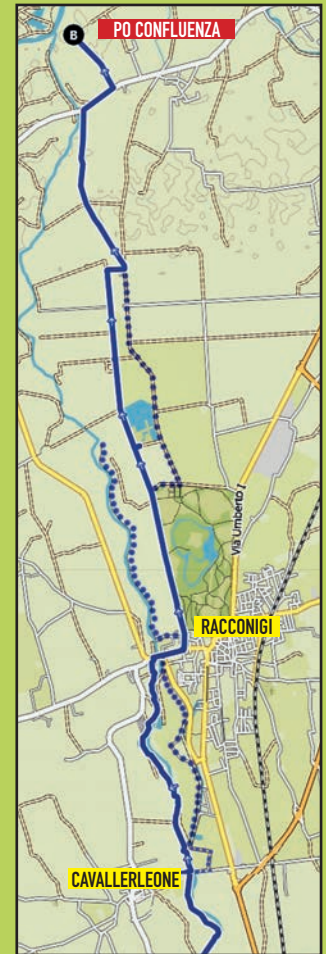 B
PO CONFLUENZA
Via Umberto I
RACCONIGI
CAVALLERLEONE